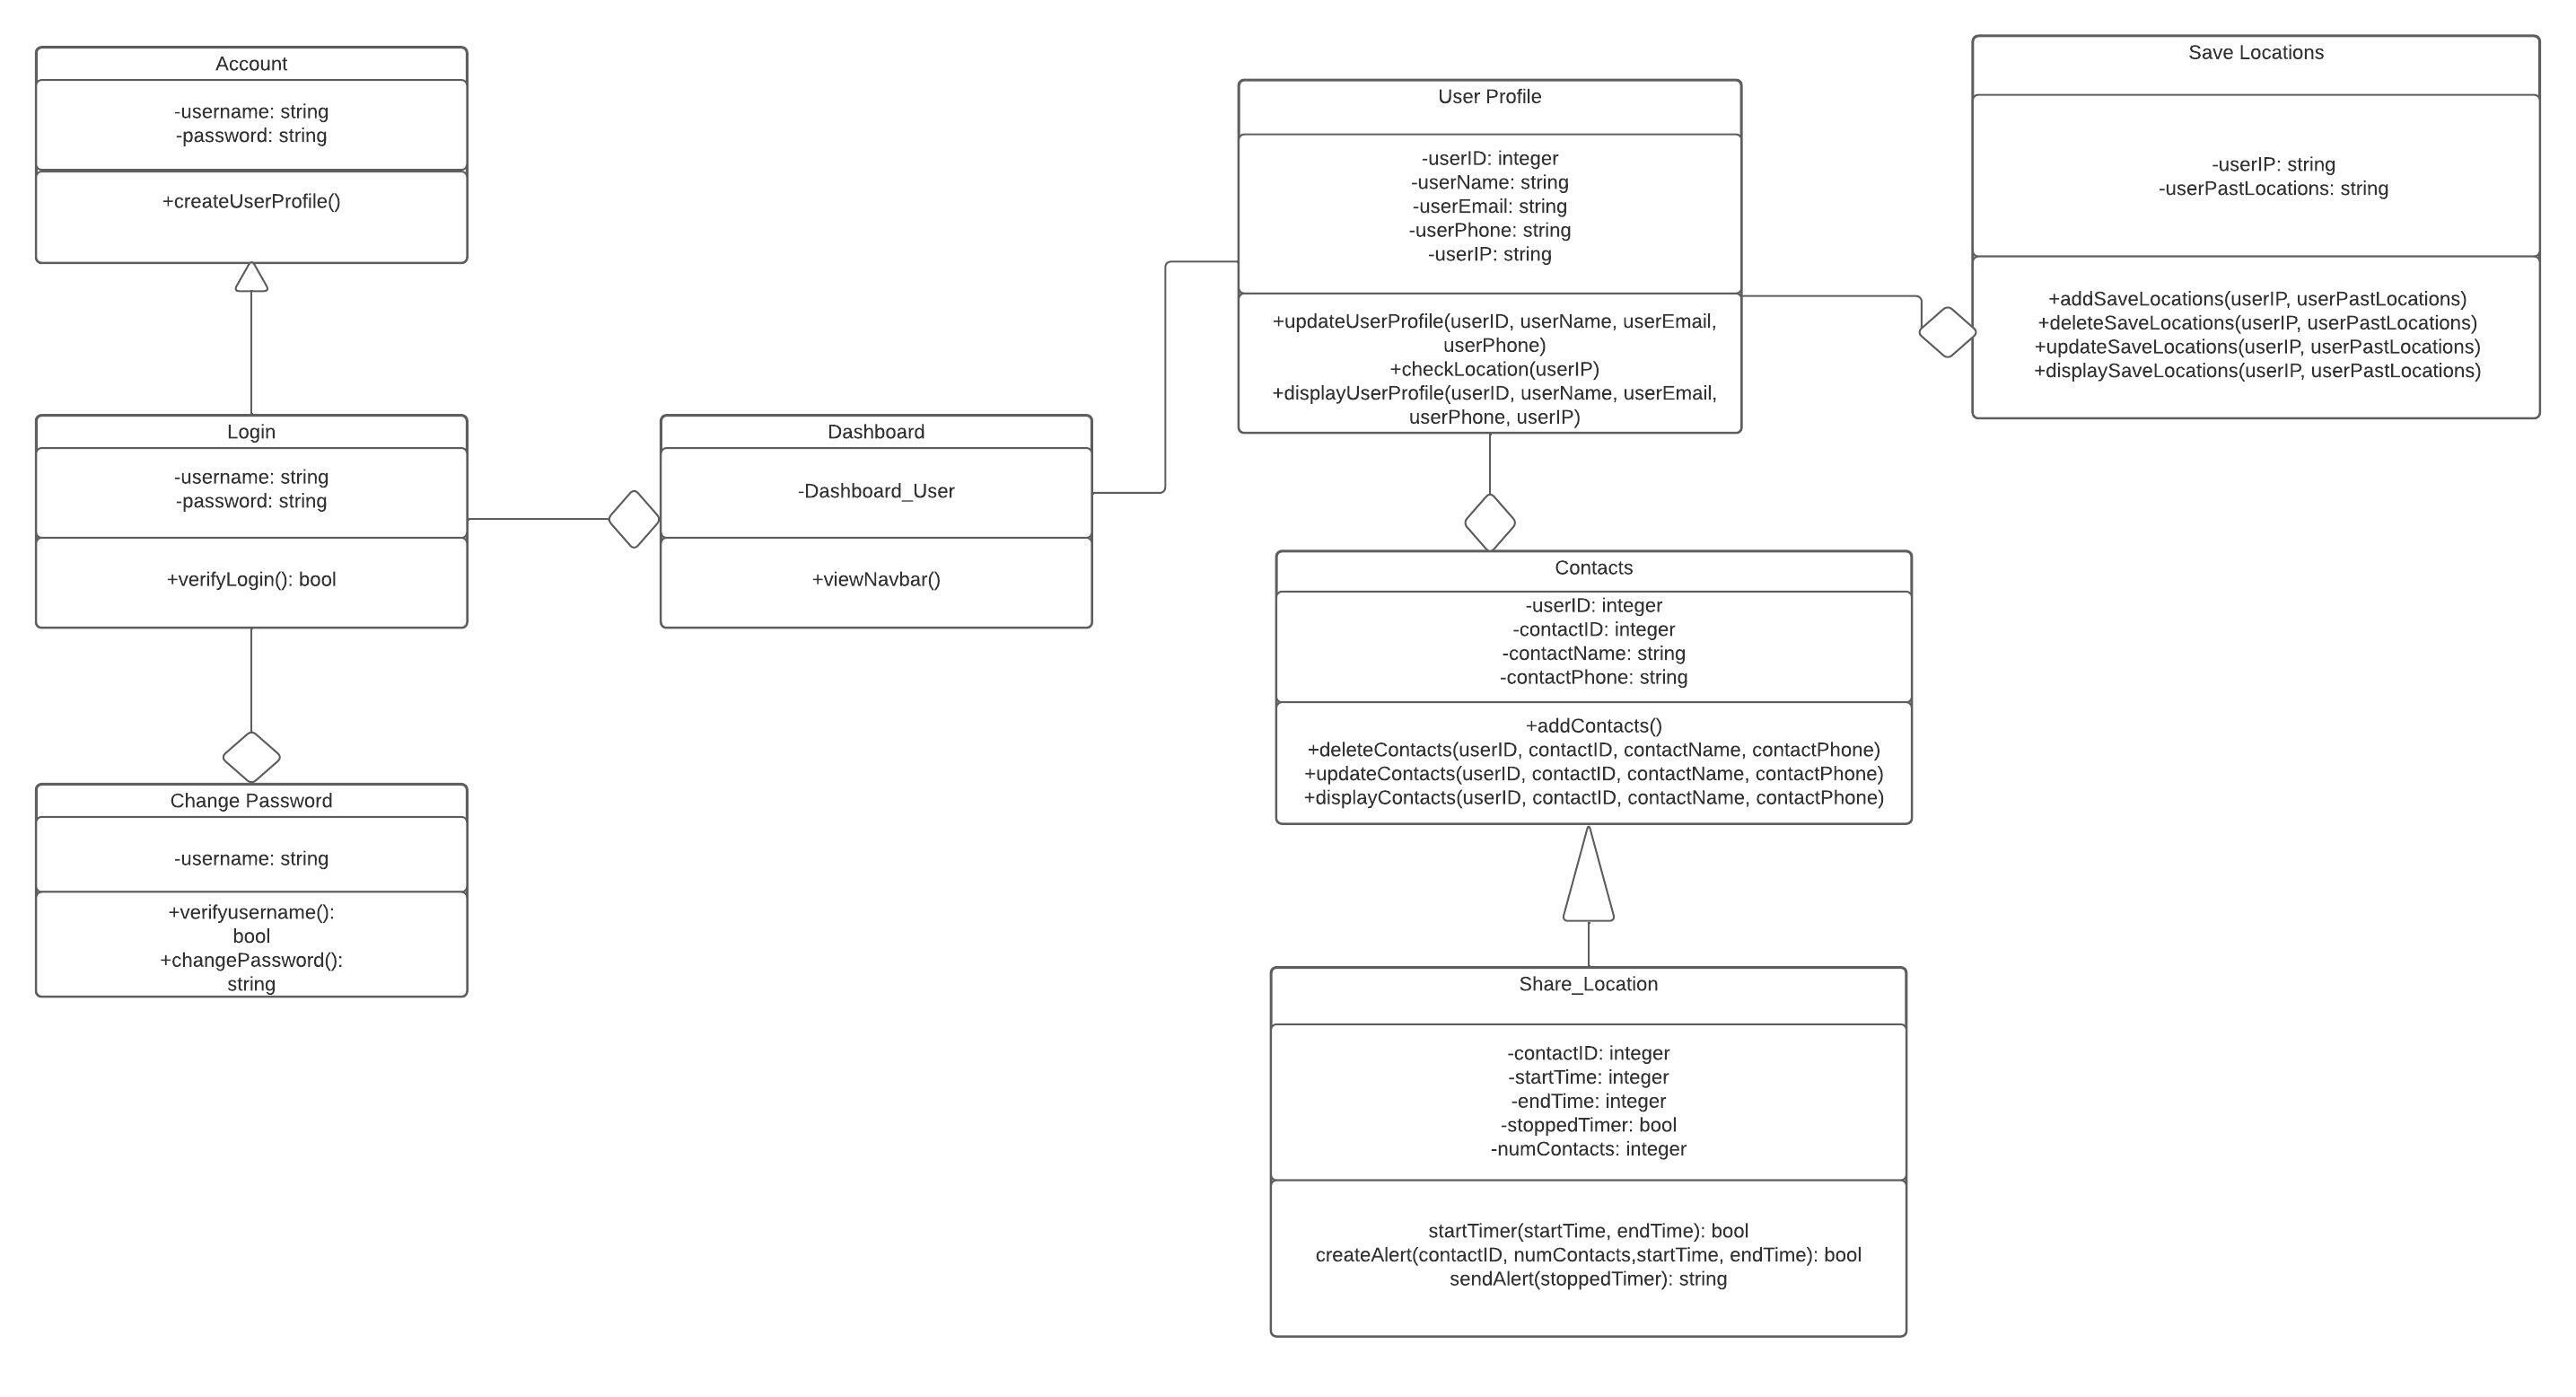 Account
-username: string
-password: string
+createUserProfile()
Login
-username: string
-password: string
+verifyLogin(): bool
Change Password
-username: string
+verifyusername():
bool
+changePassword():
string
Dashboard
-Dashboard_User
+viewNavbar()
User Profile
-userID: integer
-userName: string
-userEmail: string
-userPhone: string
-userIP: string
+updateUserProfile(userID, userName, userEmail,
userPhone)
+checkLocation(userIP)
+displayUserProfile(userID, userName, userEmail,
userPhone, userIP)
Save Locations
-userIP: string
-userPastLocations: string
+addSaveLocations(userIP, userPastLocations)
+deleteSaveLocations(userIP, userPastLocations)
+updateSaveLocations(userIP, userPastLocations)
+displaySaveLocations(userIP, userPastLocations)
Contacts
-userID: integer
-contactID: integer
-contactName: string
-contactPhone: string
+addContacts()
+deleteContacts(userID, contactID, contactName, contactPhone)
+updateContacts(userID, contactID, contactName, contactPhone)
+displayContacts(userID, contactID, contactName, contactPhone)
Share_Location
-contactID: integer
-startTime: integer
-endTime: integer
-stoppedTimer: bool
-numContacts: integer
startTimer(startTime, endTime): bool
createAlert(contactID, numContacts,startTime, endTime): bool
sendAlert(stoppedTimer): string